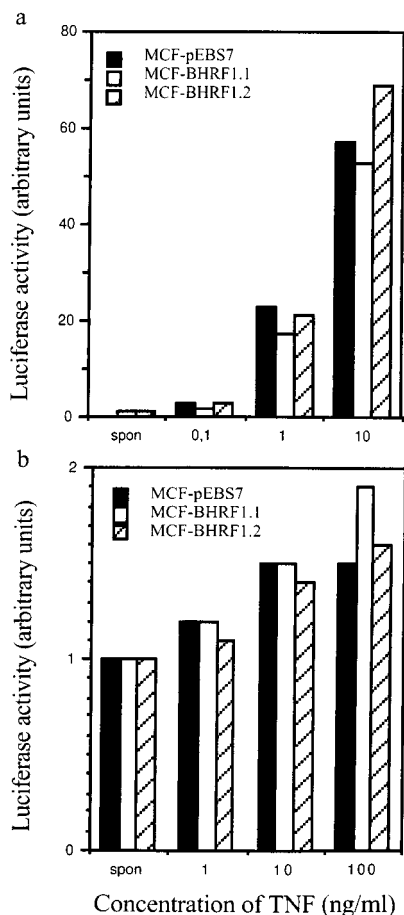 a
Luciferase activity (arbitrary units)
80
60
40
20
0
MCF-pEBS7
MCF-BHRF1.1
MCF-BHRF1.2
spon 0,1 1 10
b
Luciferase activity (arbitrary units)
2
1
0
MCF-pEBS7
MCF-BHRF1.1
MCF-BHRF1.2
spon 1 10 100
Concentration of TNF (ng/ml)